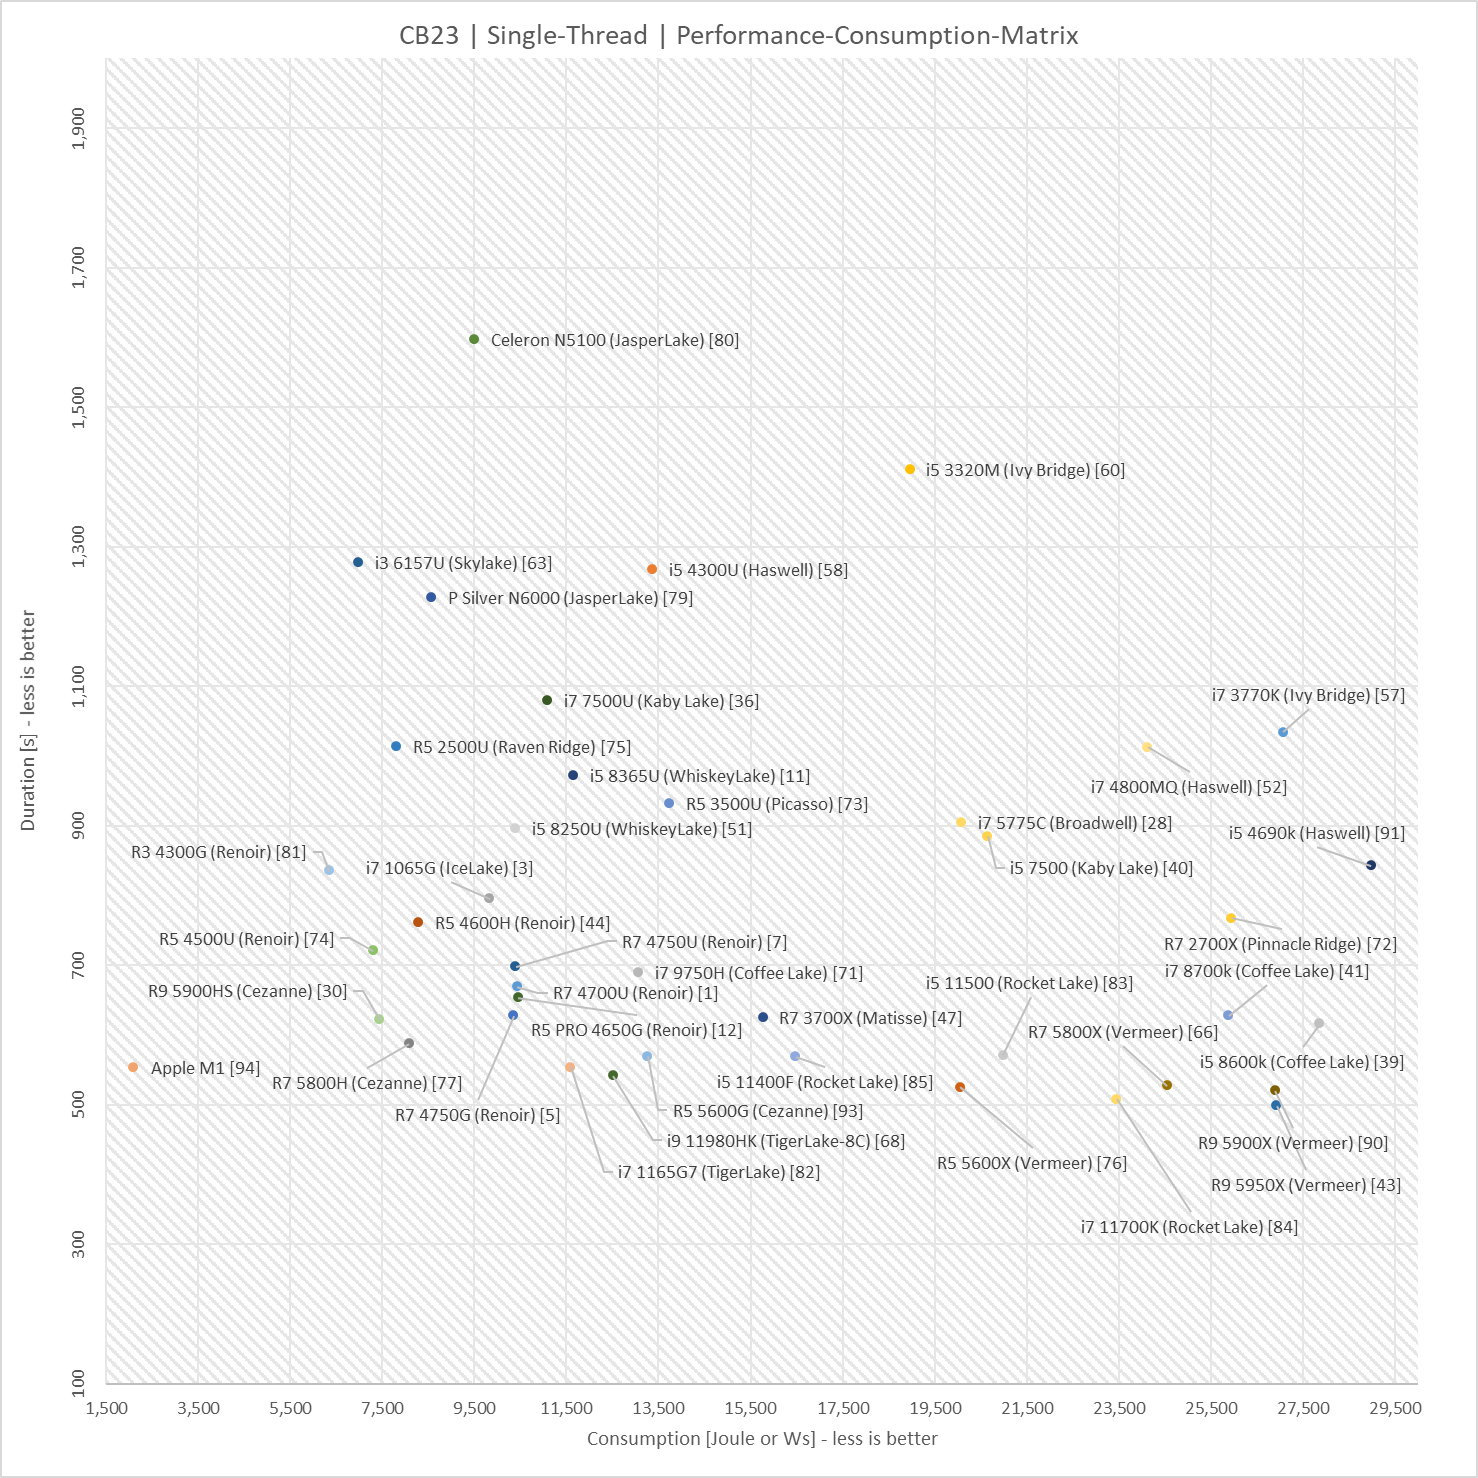 CB23 | Single-Thread | Performance-Consumption-Matrix
1,900
1,700
1,500
1,300
1,100
900
700
500
300
100
Duration [s] - less is better
Celeron N5100 (JasperLake) [80]
i5 3320M (Ivy Bridge) [60]
i3 6157U (Skylake) [63]
i5 4300U (Haswell) [58]
P Silver N6000 (JasperLake) [79]
i7 3770K (Ivy Bridge) [57]
i7 7500U (Kaby Lake) [36]
R5 2500U (Raven Ridge) [75]
i5 8365U (WhiskeyLake) [11]
i7 4800MQ (Haswell) [52]
R5 3500U (Picasso) [73]
i7 5775C (Broadwell) [28]
i5 8250U (WhiskeyLake) [51]
i5 4690k (Haswell) [91]
R3 4300G (Renoir) [81]
i7 1065G (IceLake) [3]
i5 7500 (Kaby Lake) [40]
R5 4600H (Renoir) [44]
R5 4500U (Renoir) [74]
R7 4750U (Renoir) [7]
R7 2700X (Pinnacle Ridge) [72]
i7 9750H (Coffee Lake) [71]
i7 8700k (Coffee Lake) [41]
i5 11500 (Rocket Lake) [83]
R9 5900HS (Cezanne) [30]
R7 4700U (Renoir) [1]
R7 3700X (Matisse) [47]
R5 PRO 4650G (Renoir) [12]
R7 5800X (Vermeer) [66]
i5 8600k (Coffee Lake) [39]
Apple M1 [94]
R7 5800H (Cezanne) [77]
i5 11400F (Rocket Lake) [85]
R7 4750G (Renoir) [5]
R5 5600G (Cezanne) [93]
i9 11980HK (TigerLake-8C) [68]
R9 5900X (Vermeer) [90]
R5 5600X (Vermeer) [76]
i7 1165G7 (TigerLake) [82]
R9 5950X (Vermeer) [43]
i7 11700K (Rocket Lake) [84]
1,500 3,500 5,500 7,500 9,500 11,500 13,500 15,500 17,500 19,500 21,500 23,500 25,500 27,500 29,500
Consumption [Joule or Ws] - less is better